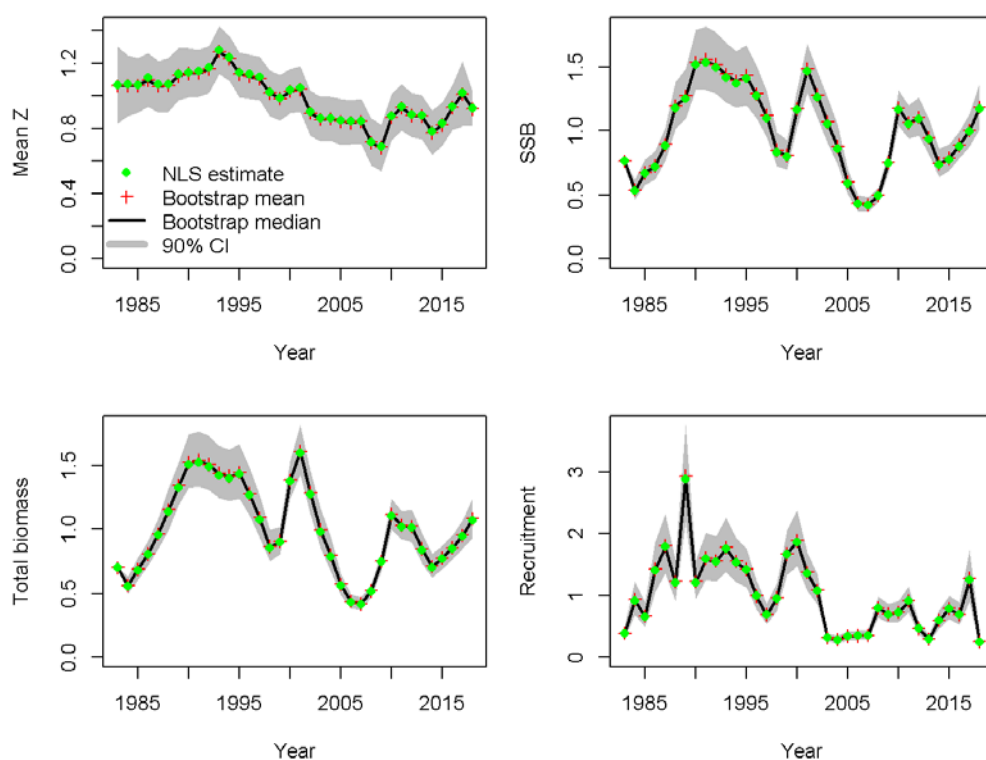 Mean Z
0.0 0.4 0.8 1.2
NLS estimate
Bootstrap mean
Bootstrap median
90% CI
1985 1995 2005 2015
Year
SSB
0.0 0.5 1.0 1.5
1985 1995 2005 2015
Year
Total biomass
0.0 0.5 1.0 1.5
1985 1995 2005 2015
Year
Recruitment
0 1 2 3
1985 1995 2005 2015
Year